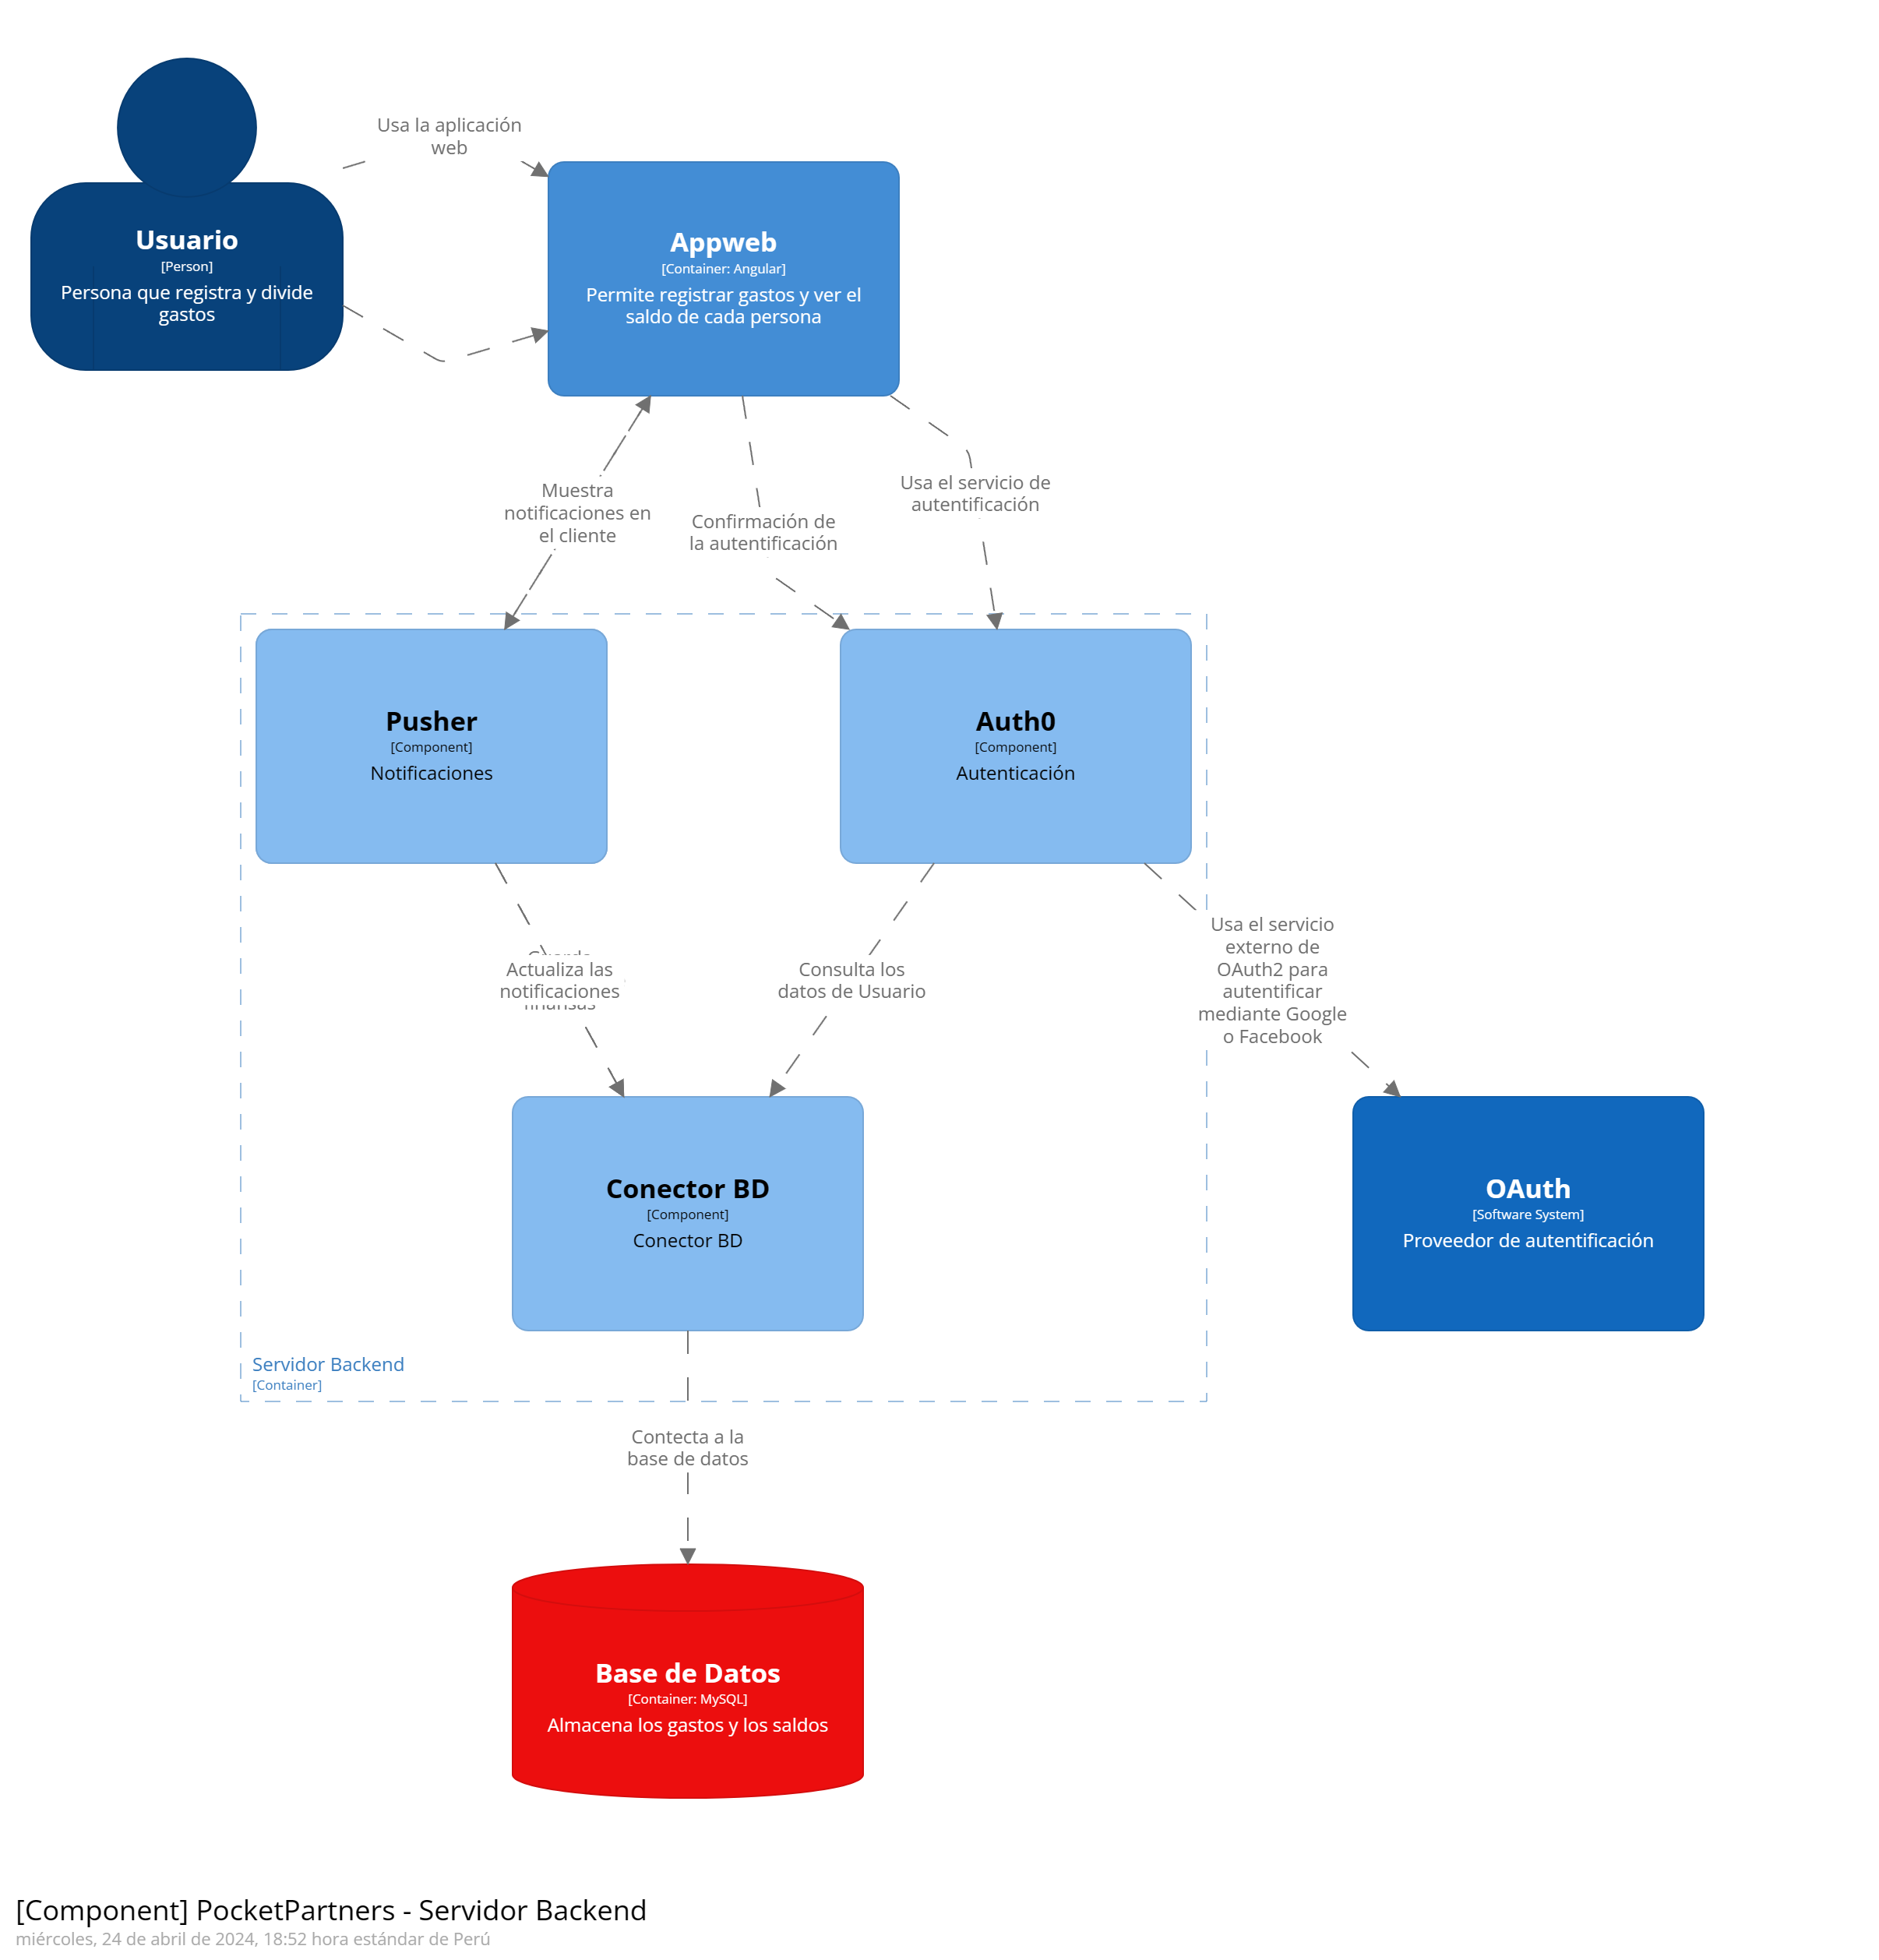 Usa la aplicación
web
Usuario
[Person]
Persona que registra y divide
gastos
Appweb
[Container: Angular]
Permite registrar gastos y ver el
saldo de cada persona
Muestra
notificaciones en
el cliente
Confirmación de
la autentificación
Usa el servicio de
autentificación
Pusher
[Component]
Notificaciones
Auth0
[Component]
Autenticación
Actualiza las
notificaciones
Consulta los
datos de Usuario
Usa el servicio
externo de
OAuth2 para
autentificar
mediante Google
o Facebook
Conector BD
[Component]
Conector BD
OAuth
[Software System]
Proveedor de autentificación
Servidor Backend
[Container]
Contecta a la
base de datos
Base de Datos
[Container: MySQL]
Almacena los gastos y los saldos
[Component] PocketPartners - Servidor Backend
miércoles, 24 de abril de 2024, 18:52 hora estándar de Perú